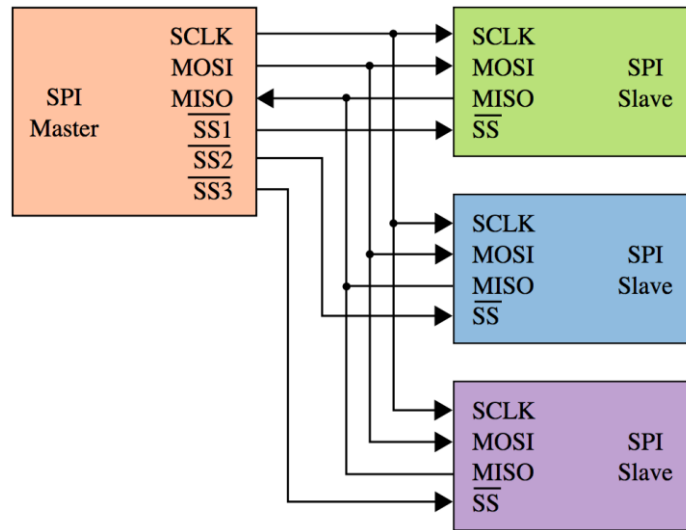 SPI
Master
SCLK
MOSI
MISO
SS1
SS2
SS3
SCLK
MOSI
MISO
SS
SPI
Slave
SCLK
MOSI
MISO
SS
SPI
Slave
SCLK
MOSI
MISO
SS
SPI
Slave